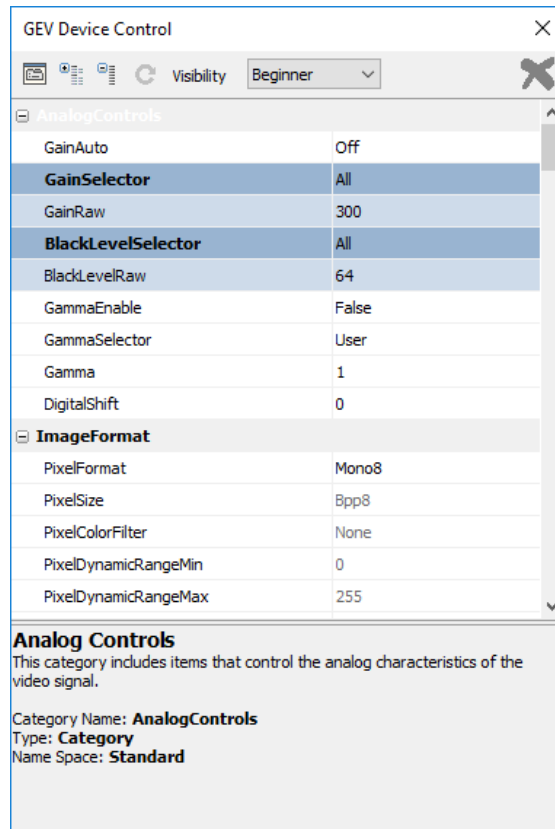 GEV Device Control
Visibility Beginner
AnalogControls
GainAuto Off
GainSelector All
GainRaw 300
BlackLevelSelector All
BlackLevelRaw 64
GammaEnable False
GammaSelector User
Gamma 1
DigitalShift 0
ImageFormat
PixelFormat Mono8
PixelSize Bpp8
PixelColorFilter None
PixelDynamicRangeMin 0
PixelDynamicRangeMax 255
Analog Controls
This category includes items that control the analog characteristics of the
video signal.
Category Name: AnalogControls
Type: Category
Name Space: Standard